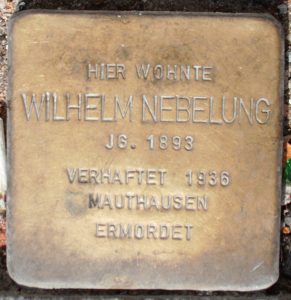 HIER WOHNTE
WILHELM NEBELUNG
JG. 1893
VERHAFTET 1936
MAUTHAUSEN
ERMORDET